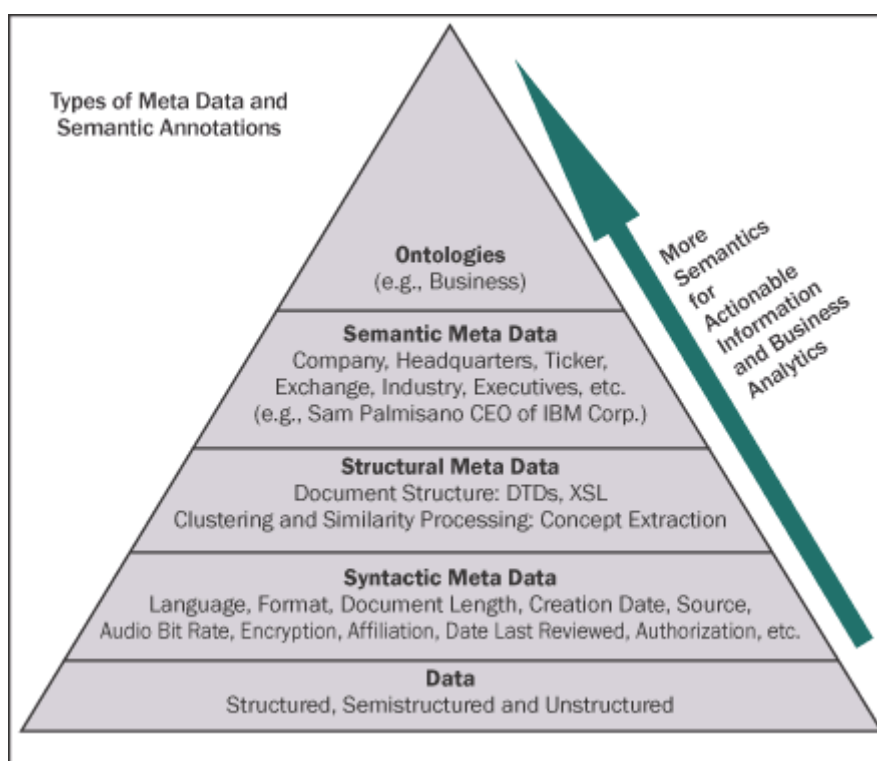 Types of Meta Data and
Semantic Annotations
Ontologies
(e.g., Business)
Semantic Meta Data
Company, Headquarters, Ticker,
Exchange, Industry, Executives, etc.
(e.g., Sam Palmisano CEO of IBM Corp.)
Structural Meta Data
Document Structure: DTDs, XSL
Clustering and Similarity Processing: Concept Extraction
Syntactic Meta Data
Language, Format, Document Length, Creation Date, Source,
Audio Bit Rate, Encryption, Affiliation, Date Last Reviewed, Authorization, etc.
Data
Structured, Semistructured and Unstructured
More
Semantics
for
Actionable
Information
and Business
Analytics